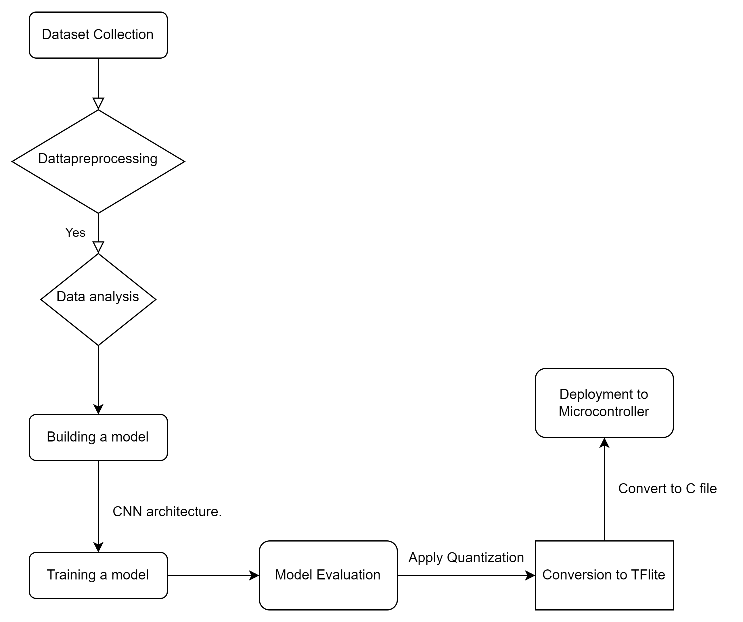 Dataset Collection
Dattapreprocessing
Yes
Data analysis
Building a model
CNN architecture.
Training a model
Model Evaluation
Apply Quantization
Conversion to TFlite
Convert to C file
Deployment to
Microcontroller